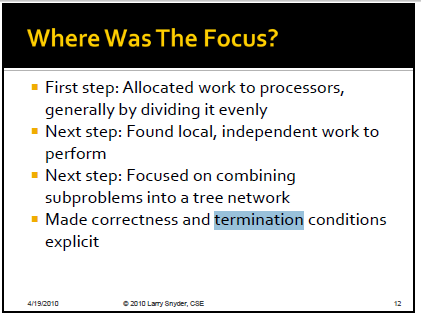 Where Was The Focus?
First step: Allocated work to processors,
generally by dividing it evenly
Next step: Found local, independent work to
perform
Next step: Focused on combining
subproblems into a tree network
Made correctness and termination conditions
explicit
4/19/2010 © 2010 Larry Snyder, CSE 12